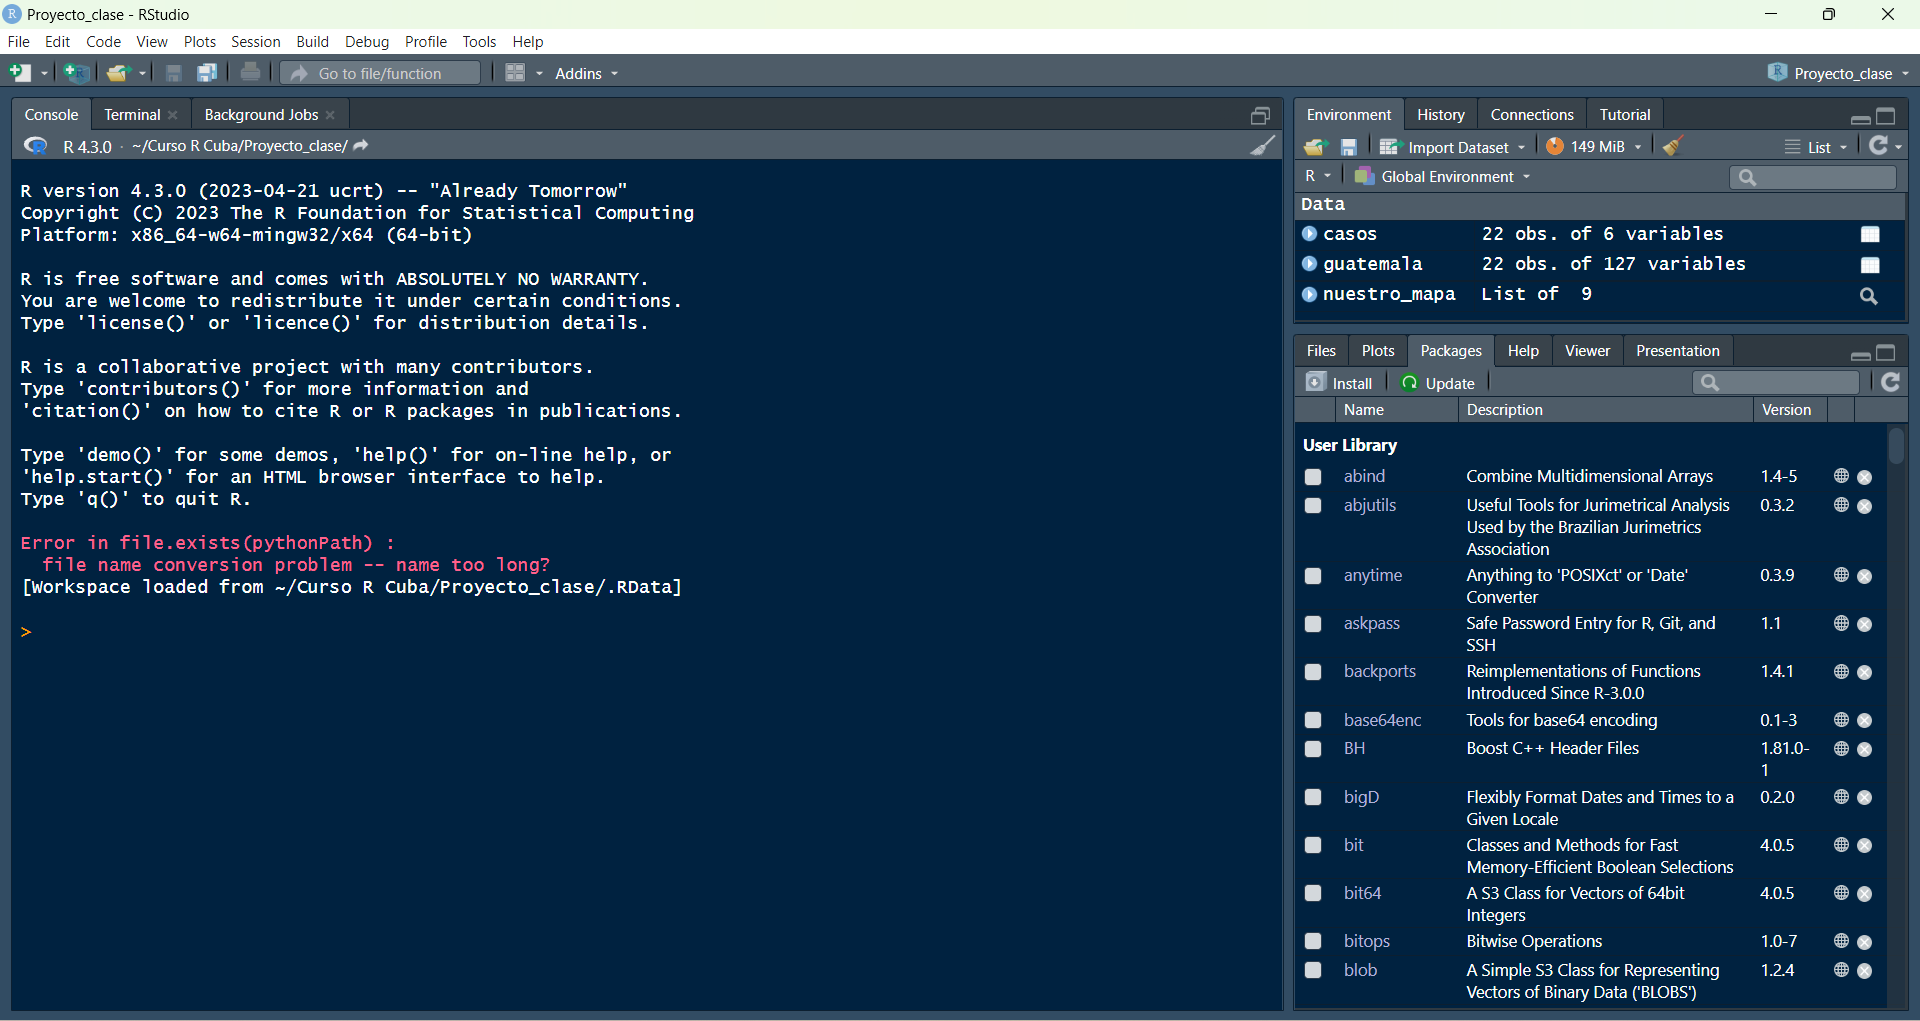 Proyecto_clase - RStudio
File Edit Code View Plots Session Build Debug Profile Tools Help
Go to file/function Addins Proyecto_clase
Console Terminal Background Jobs
R 4.3.0 · ~/Curso R Cuba/Proyecto_clase/
R version 4.3.0 (2023-04-21 ucrt) -- "Already Tomorrow"
Copyright (C) 2023 The R Foundation for Statistical Computing
Platform: x86_64-w64-mingw32/x64 (64-bit)
R is free software and comes with ABSOLUTELY NO WARRANTY.
You are welcome to redistribute it under certain conditions.
Type 'license()' or 'licence()' for distribution details.
R is a collaborative project with many contributors.
Type 'contributors()' for more information and
'citation()' on how to cite R or R packages in publications.
Type 'demo()' for some demos, 'help()' for on-line help, or
'help.start()' for an HTML browser interface to help.
Type 'q()' to quit R.
Error in file.exists(pythonPath) :
file name conversion problem -- name too long?
[Workspace loaded from ~/Curso R Cuba/Proyecto_clase/.RData]
>
Environment History Connections Tutorial
Import Dataset 149 MiB List
R Global Environment
Data
casos 22 obs. of 6 variables
guatemala 22 obs. of 127 variables
nuestro_mapa List of 9
Files Plots Packages Help Viewer Presentation
Install Update
Name Description Version
User Library
abind Combine Multidimensional Arrays 1.4-5
abjutils Useful Tools for Jurimetrical Analysis 0.3.2
Used by the Brazilian Jurimetrics
Association
anytime Anything to 'POSIXct' or 'Date' 0.3.9
Converter
askpass Safe Password Entry for R, Git, and 1.1
SSH
backports Reimplementations of Functions 1.4.1
Introduced Since R-3.0.0
base64enc Tools for base64 encoding 0.1-3
BH Boost C++ Header Files 1.81.0-
1
bigD Flexibly Format Dates and Times to a 0.2.0
Given Locale
bit Classes and Methods for Fast 4.0.5
Memory-Efficient Boolean Selections
bit64 A S3 Class for Vectors of 64bit 4.0.5
Integers
bitops Bitwise Operations 1.0-7
blob A Simple S3 Class for Representing 1.2.4
Vectors of Binary Data ('BLOBS')